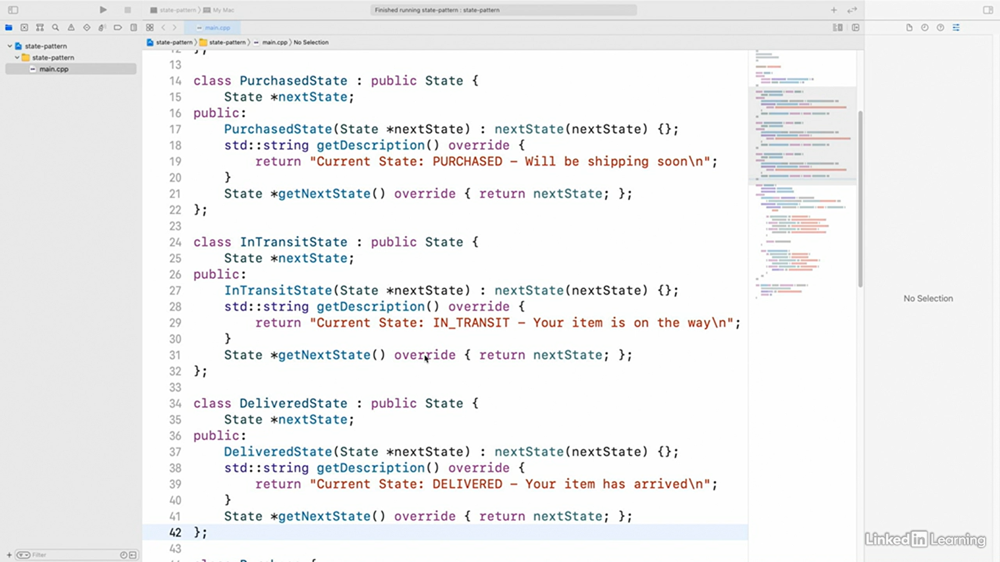 state-pattern
My Mac
Finished running state-pattern : state-pattern
main.cpp
state-pattern
state-pattern
main.cpp
No Selection
state-pattern
state-pattern
main.cpp
12 };
13
14 class PurchasedState : public State {
15     State *nextState;
16 public:
17     PurchasedState(State *nextState) : nextState(nextState) {};
18     std::string getDescription() override {
19         return "Current State: PURCHASED – Will be shipping soon\n";
20     }
21     State *getNextState() override { return nextState; };
22 };
23
24 class InTransitState : public State {
25     State *nextState;
26 public:
27     InTransitState(State *nextState) : nextState(nextState) {};
28     std::string getDescription() override {
29         return "Current State: IN_TRANSIT – Your item is on the way\n";
30     }
31     State *getNextState() override { return nextState; };
32 };
33
34 class DeliveredState : public State {
35     State *nextState;
36 public:
37     DeliveredState(State *nextState) : nextState(nextState) {};
38     std::string getDescription() override {
39         return "Current State: DELIVERED – Your item has arrived\n";
40     }
41     State *getNextState() override { return nextState; };
42 };
43
No Selection
Filter
Linked in Learning